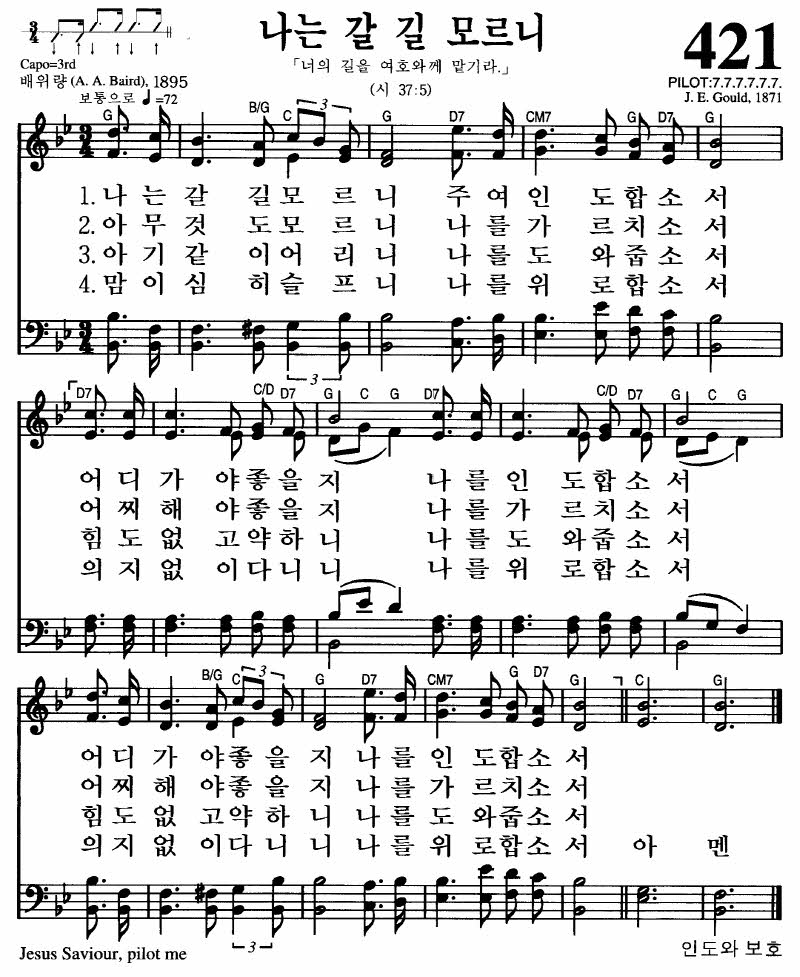 나는 갈 길 모르니
421
Capo=3rd
「너의 길을 여호와께 맡기라.」
PILOT:7.7.7.7.7.7.
배위량 (A. A. Baird), 1895
(시 37:5)
J. E. Gould, 1871
보통으로 ♩=72
G B/G C 3 G D7 CM7 G D7 G
3/4
1. 나 는 갈 길 모 르 니 주 여 인 도 합 소 서
2. 아 무 것 도 모 르 니 나 를 가 르 치 소 서
3. 아 기 같 이 어 리 니 나 를 도 와 줍 소 서
4. 맘 이 심 히 슬 프 니 나 를 위 로 합 소 서
3/4
3
D7 C/D D7 G C G D7 C/D D7 G C G
어 디 가 야 좋 을 지 나 를 인 도 합 소 서
어 찌 해 야 좋 을 지 나 를 가 르 치 소 서
힘 도 없 고 약 하 니 나 를 도 와 줍 소 서
의 지 없 이 다 니 니 나 를 위 로 합 소 서
G B/G C 3 G D7 CM7 G D7 G C G
어 디 가 야 좋 을 지 나 를 인 도 합 소 서
어 찌 해 야 좋 을 지 나 를 가 르 치 소 서
힘 도 없 고 약 하 니 나 를 도 와 줍 소 서
의 지 없 이 다 니 니 나 를 위 로 합 소 서 아 멘
3
Jesus Saviour, pilot me
인도와 보호